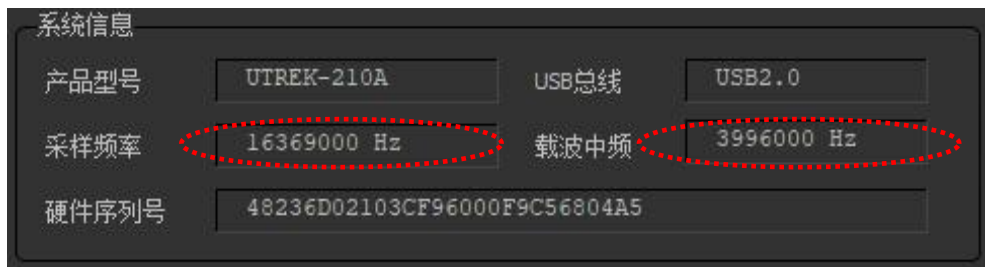 系统信息
产品型号 UTREK-210A USB总线 USB2.0
采样频率 16369000 Hz 载波中频 3996000 Hz
硬件序列号 48236D02103CF96000F9C56804A5